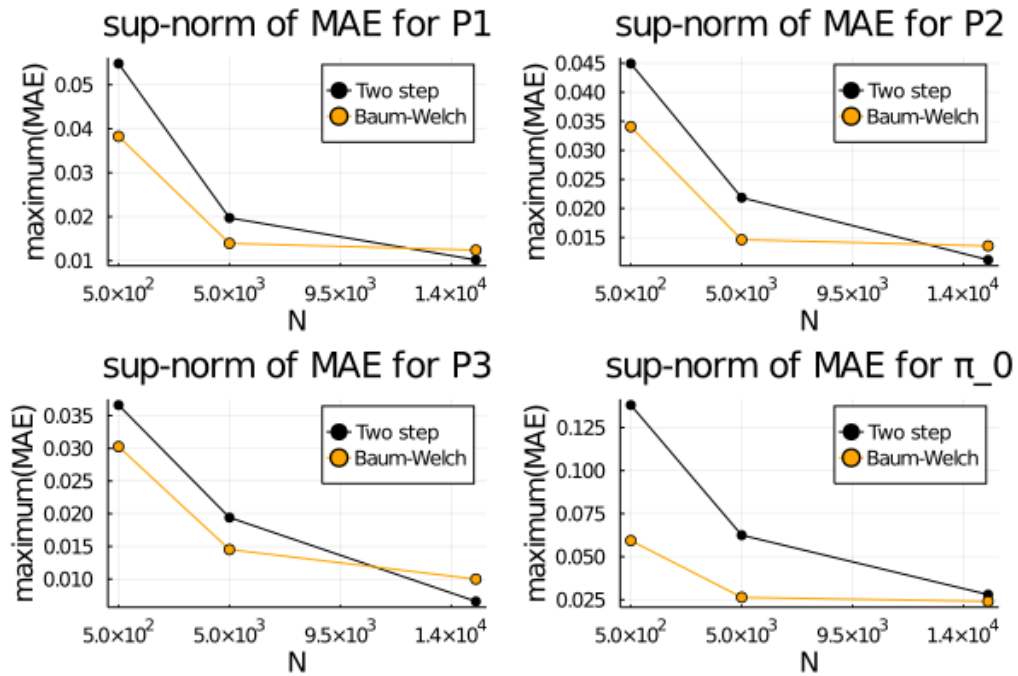 sup-norm of MAE for P1
maximum(MAE)
0.05
0.04
0.03
0.02
0.01
Two step
Baum-Welch
5.0×10²
5.0×10³
9.5×10³
1.4×10⁴
N
sup-norm of MAE for P2
maximum(MAE)
0.045
0.040
0.035
0.030
0.025
0.020
0.015
Two step
Baum-Welch
5.0×10²
5.0×10³
9.5×10³
1.4×10⁴
N
sup-norm of MAE for P3
maximum(MAE)
0.035
0.030
0.025
0.020
0.015
0.010
Two step
Baum-Welch
5.0×10²
5.0×10³
9.5×10³
1.4×10⁴
N
sup-norm of MAE for π_0
maximum(MAE)
0.125
0.100
0.075
0.050
0.025
Two step
Baum-Welch
5.0×10²
5.0×10³
9.5×10³
1.4×10⁴
N